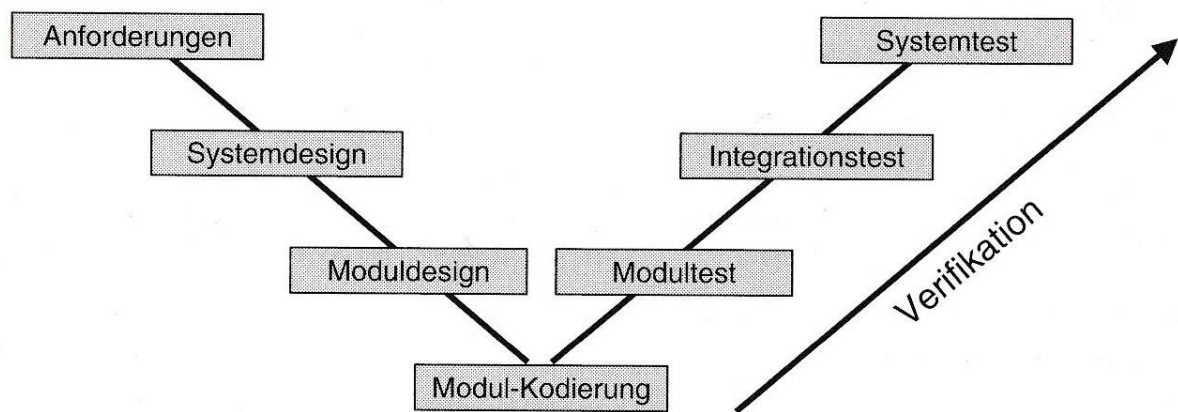 Anforderungen
Systemtest
Systemdesign
Integrationstest
Moduldesign
Modultest
Verifikation
Modul-Kodierung